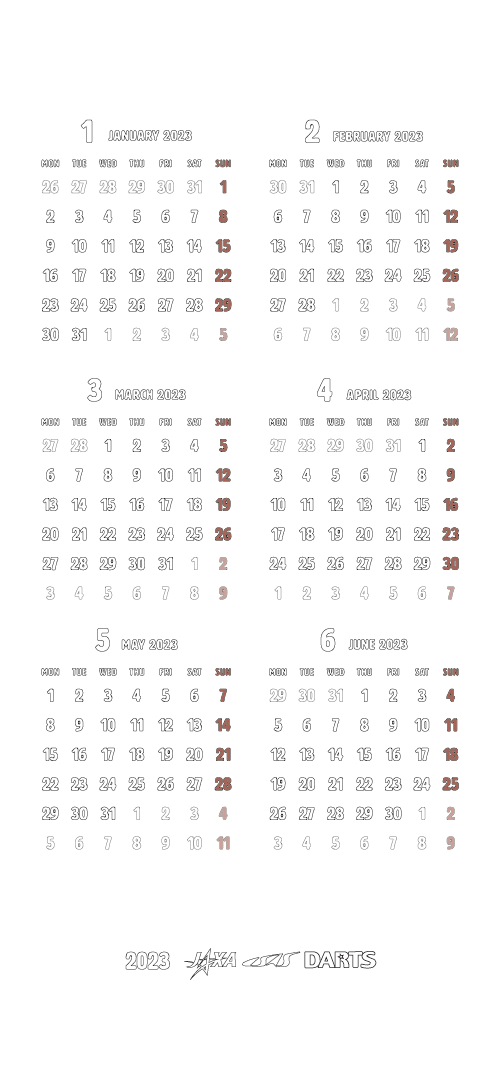 1 JANUARY 2023
MON TUE WED THU FRI SAT SUN
26 27 28 29 30 31 1
2 3 4 5 6 7 8
9 10 11 12 13 14 15
16 17 18 19 20 21 22
23 24 25 26 27 28 29
30 31 1 2 3 4 5
2 FEBRUARY 2023
MON TUE WED THU FRI SAT SUN
30 31 1 2 3 4 5
6 7 8 9 10 11 12
13 14 15 16 17 18 19
20 21 22 23 24 25 26
27 28 1 2 3 4 5
6 7 8 9 10 11 12
3 MARCH 2023
MON TUE WED THU FRI SAT SUN
27 28 1 2 3 4 5
6 7 8 9 10 11 12
13 14 15 16 17 18 19
20 21 22 23 24 25 26
27 28 29 30 31 1 2
3 4 5 6 7 8 9
4 APRIL 2023
MON TUE WED THU FRI SAT SUN
27 28 29 30 31 1 2
3 4 5 6 7 8 9
10 11 12 13 14 15 16
17 18 19 20 21 22 23
24 25 26 27 28 29 30
1 2 3 4 5 6 7
5 MAY 2023
MON TUE WED THU FRI SAT SUN
1 2 3 4 5 6 7
8 9 10 11 12 13 14
15 16 17 18 19 20 21
22 23 24 25 26 27 28
29 30 31 1 2 3 4
5 6 7 8 9 10 11
6 JUNE 2023
MON TUE WED THU FRI SAT SUN
29 30 31 1 2 3 4
5 6 7 8 9 10 11
12 13 14 15 16 17 18
19 20 21 22 23 24 25
26 27 28 29 30 1 2
3 4 5 6 7 8 9
2023 JAXA ISAS DARTS